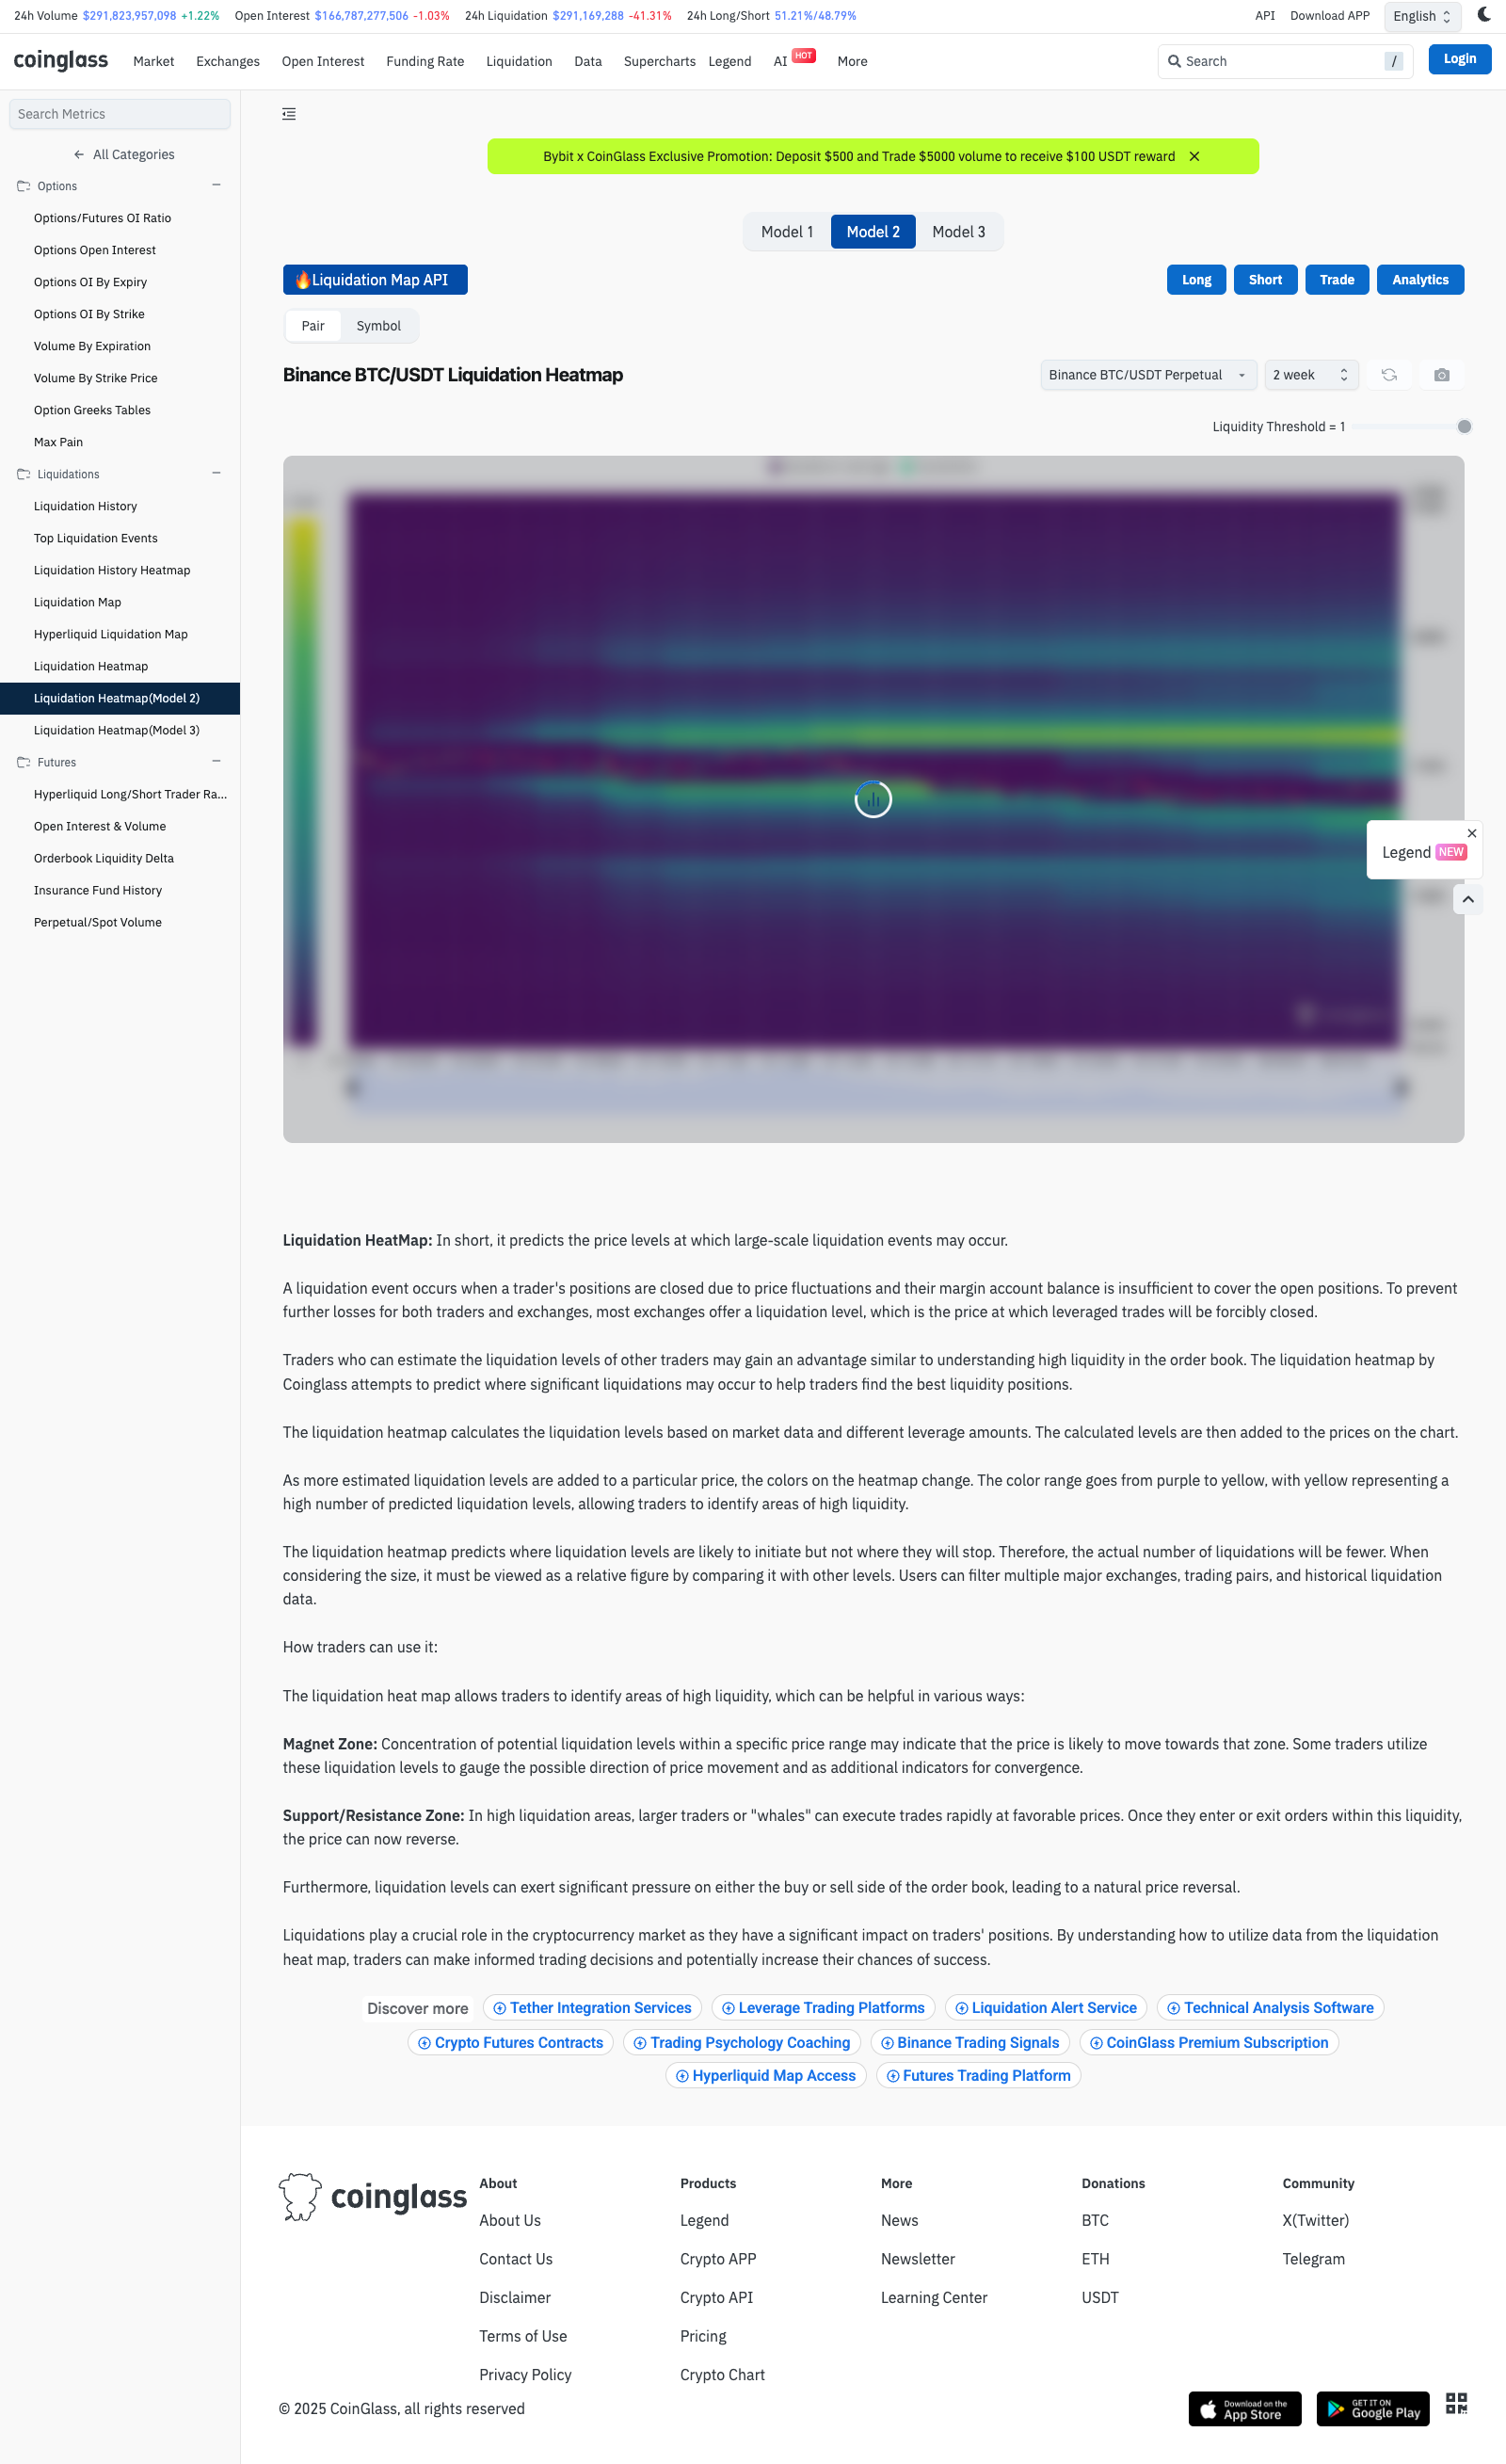 24h Volume $291,823,957,098 +1.22% Open Interest $166,787,277,506 -1.03% 24h Liquidation $291,169,288 -41.31% 24h Long/Short 51.21%/48.79% API Download APP English
coinglass Market Exchanges Open Interest Funding Rate Liquidation Data Supercharts Legend AI HOT More Search / Login
Search Metrics
All Categories
Options
Options/Futures OI Ratio
Options Open Interest
Options OI By Expiry
Options OI By Strike
Volume By Expiration
Volume By Strike Price
Option Greeks Tables
Max Pain
Liquidations
Liquidation History
Top Liquidation Events
Liquidation History Heatmap
Liquidation Map
Hyperliquid Liquidation Map
Liquidation Heatmap
Liquidation Heatmap(Model 2)
Liquidation Heatmap(Model 3)
Futures
Hyperliquid Long/Short Trader Ra...
Open Interest & Volume
Orderbook Liquidity Delta
Insurance Fund History
Perpetual/Spot Volume
Bybit x CoinGlass Exclusive Promotion: Deposit $500 and Trade $5000 volume to receive $100 USDT reward
Model 1 Model 2 Model 3
🔥Liquidation Map API Long Short Trade Analytics
Pair Symbol
Binance BTC/USDT Liquidation Heatmap Binance BTC/USDT Perpetual 2 week
Liquidity Threshold = 1
Legend NEW
Liquidation HeatMap: In short, it predicts the price levels at which large-scale liquidation events may occur.
A liquidation event occurs when a trader's positions are closed due to price fluctuations and their margin account balance is insufficient to cover the open positions. To prevent
further losses for both traders and exchanges, most exchanges offer a liquidation level, which is the price at which leveraged trades will be forcibly closed.
Traders who can estimate the liquidation levels of other traders may gain an advantage similar to understanding high liquidity in the order book. The liquidation heatmap by
Coinglass attempts to predict where significant liquidations may occur to help traders find the best liquidity positions.
The liquidation heatmap calculates the liquidation levels based on market data and different leverage amounts. The calculated levels are then added to the prices on the chart.
As more estimated liquidation levels are added to a particular price, the colors on the heatmap change. The color range goes from purple to yellow, with yellow representing a
high number of predicted liquidation levels, allowing traders to identify areas of high liquidity.
The liquidation heatmap predicts where liquidation levels are likely to initiate but not where they will stop. Therefore, the actual number of liquidations will be fewer. When
considering the size, it must be viewed as a relative figure by comparing it with other levels. Users can filter multiple major exchanges, trading pairs, and historical liquidation
data.
How traders can use it:
The liquidation heat map allows traders to identify areas of high liquidity, which can be helpful in various ways:
Magnet Zone: Concentration of potential liquidation levels within a specific price range may indicate that the price is likely to move towards that zone. Some traders utilize
these liquidation levels to gauge the possible direction of price movement and as additional indicators for convergence.
Support/Resistance Zone: In high liquidation areas, larger traders or "whales" can execute trades rapidly at favorable prices. Once they enter or exit orders within this liquidity,
the price can now reverse.
Furthermore, liquidation levels can exert significant pressure on either the buy or sell side of the order book, leading to a natural price reversal.
Liquidations play a crucial role in the cryptocurrency market as they have a significant impact on traders' positions. By understanding how to utilize data from the liquidation
heat map, traders can make informed trading decisions and potentially increase their chances of success.
Discover more Tether Integration Services Leverage Trading Platforms Liquidation Alert Service Technical Analysis Software
Crypto Futures Contracts Trading Psychology Coaching Binance Trading Signals CoinGlass Premium Subscription
Hyperliquid Map Access Futures Trading Platform
coinglass
About
About Us
Contact Us
Disclaimer
Terms of Use
Privacy Policy
Products
Legend
Crypto APP
Crypto API
Pricing
Crypto Chart
More
News
Newsletter
Learning Center
Donations
BTC
ETH
USDT
Community
X(Twitter)
Telegram
© 2025 CoinGlass, all rights reserved
Download on the
App Store
GET IT ON
Google Play